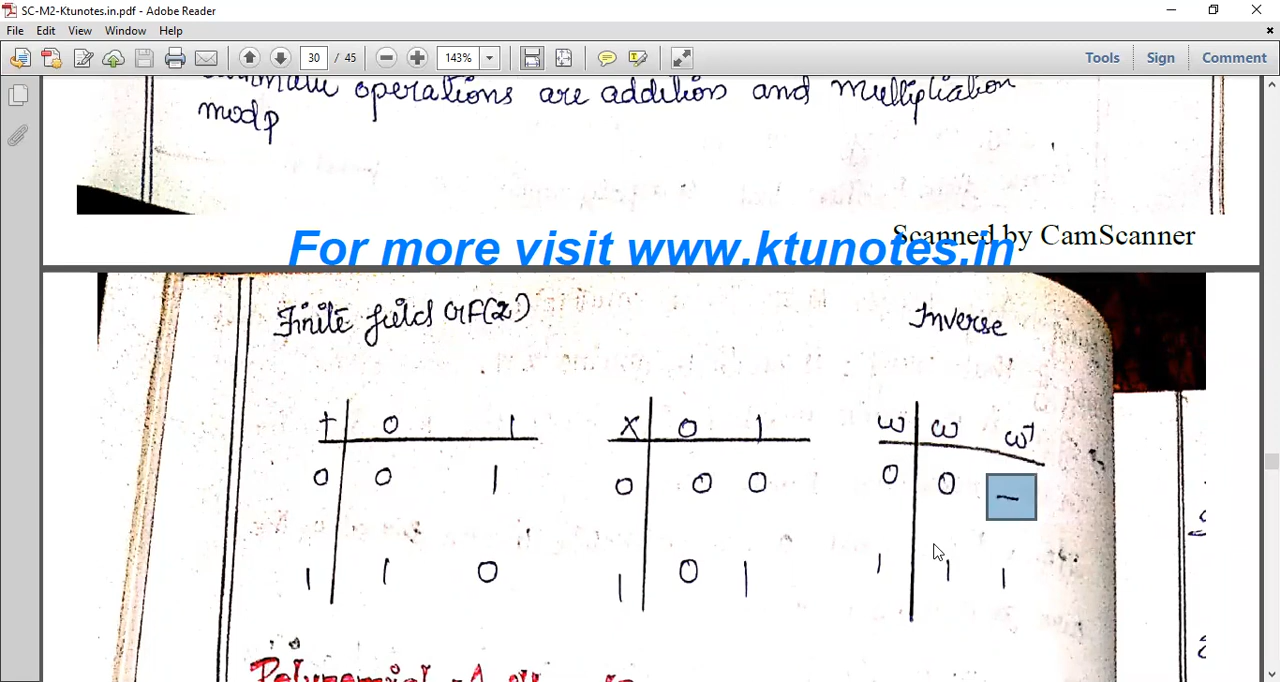 SC-M2-Ktunotes.in.pdf - Adobe Reader
File Edit View Window Help
30 / 45 143% Tools Sign Comment
operations are addition and multipliation
modp
Scanned by CamScanner
For more visit www.ktunotes.in
Finite field GF(2) Inverse
+ 0 1 X 0 1 ω ω ω⁻¹
0 0 1 0 0 0 0 0 —
1 1 0 1 0 1 1 1 1